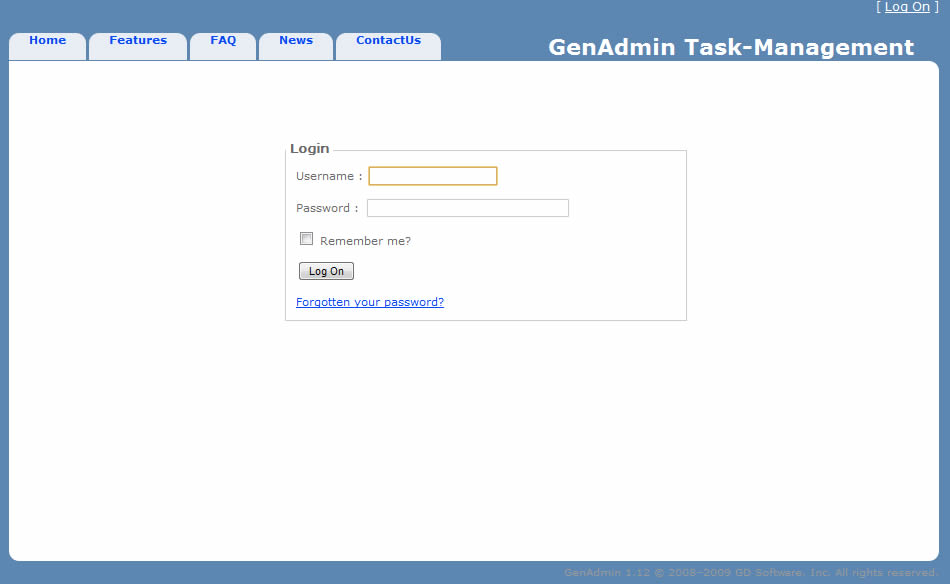 [ Log On ]
Home Features FAQ News ContactUs
GenAdmin Task-Management
Login
Username :
Password :
Remember me?
Log On
Forgotten your password?
GenAdmin 1.12 © 2008-2009 GD Software. Inc. All rights reserved.